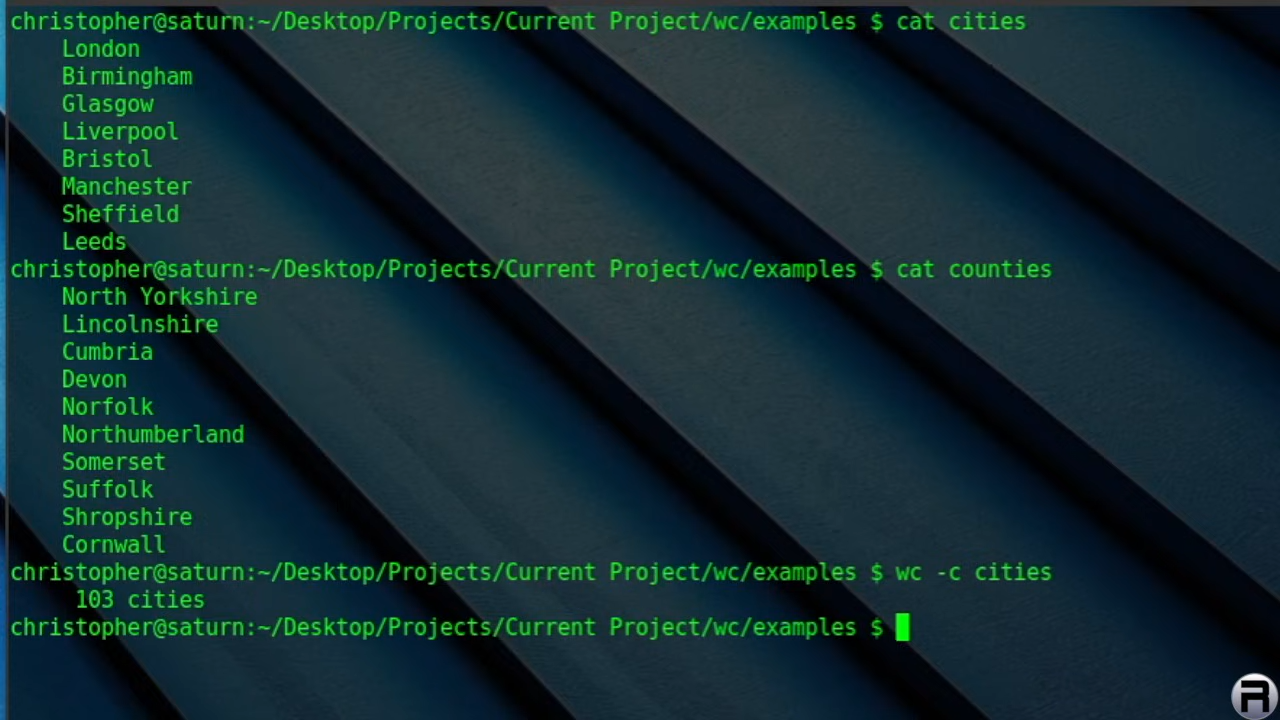 christopher@saturn:~/Desktop/Projects/Current Project/wc/examples $ cat cities
London
Birmingham
Glasgow
Liverpool
Bristol
Manchester
Sheffield
Leeds
christopher@saturn:~/Desktop/Projects/Current Project/wc/examples $ cat counties
North Yorkshire
Lincolnshire
Cumbria
Devon
Norfolk
Northumberland
Somerset
Suffolk
Shropshire
Cornwall
christopher@saturn:~/Desktop/Projects/Current Project/wc/examples $ wc -c cities
103 cities
christopher@saturn:~/Desktop/Projects/Current Project/wc/examples $
R